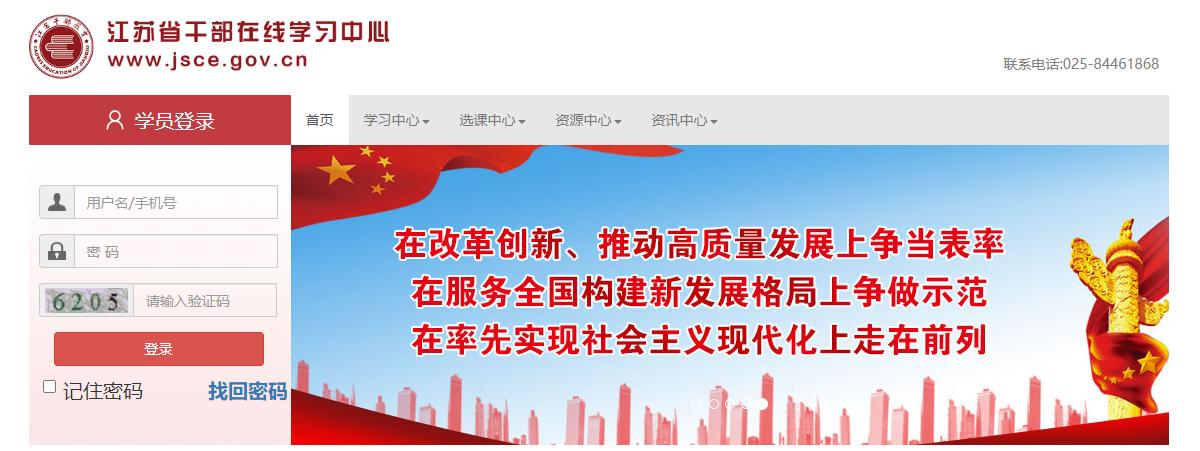 江苏省干部在线学习中心
www.jsce.gov.cn
联系电话:025-84461868
学员登录
首页
学习中心
选课中心
资源中心
资讯中心
用户名/手机号
密 码
6205
请输入验证码
登录
记住密码
找回密码
在改革创新、推动高质量发展上争当表率
在服务全国构建新发展格局上争做示范
在率先实现社会主义现代化上走在前列